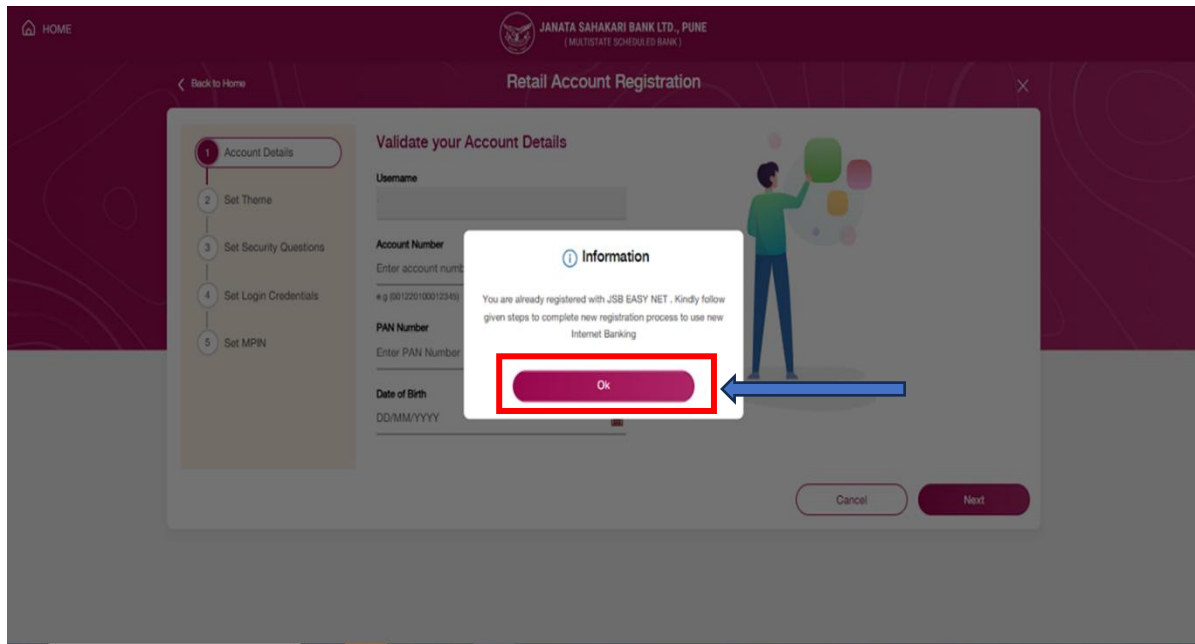 HOME
JANATA SAHAKARI BANK LTD., PUNE
( MULTISTATE SCHEDULED BANK )
Back to Home
Retail Account Registration
1 Account Details
2 Set Theme
3 Set Security Questions
4 Set Login Credentials
5 Set MPIN
Validate your Account Details
Username
Account Number
Enter account numb
e.g (001220100012345)
PAN Number
Enter PAN Number
Date of Birth
DD/MM/YYYY
Information
You are already registered with JSB EASY NET . Kindly follow
given steps to complete new registration process to use new
Internet Banking
Ok
Cancel
Next